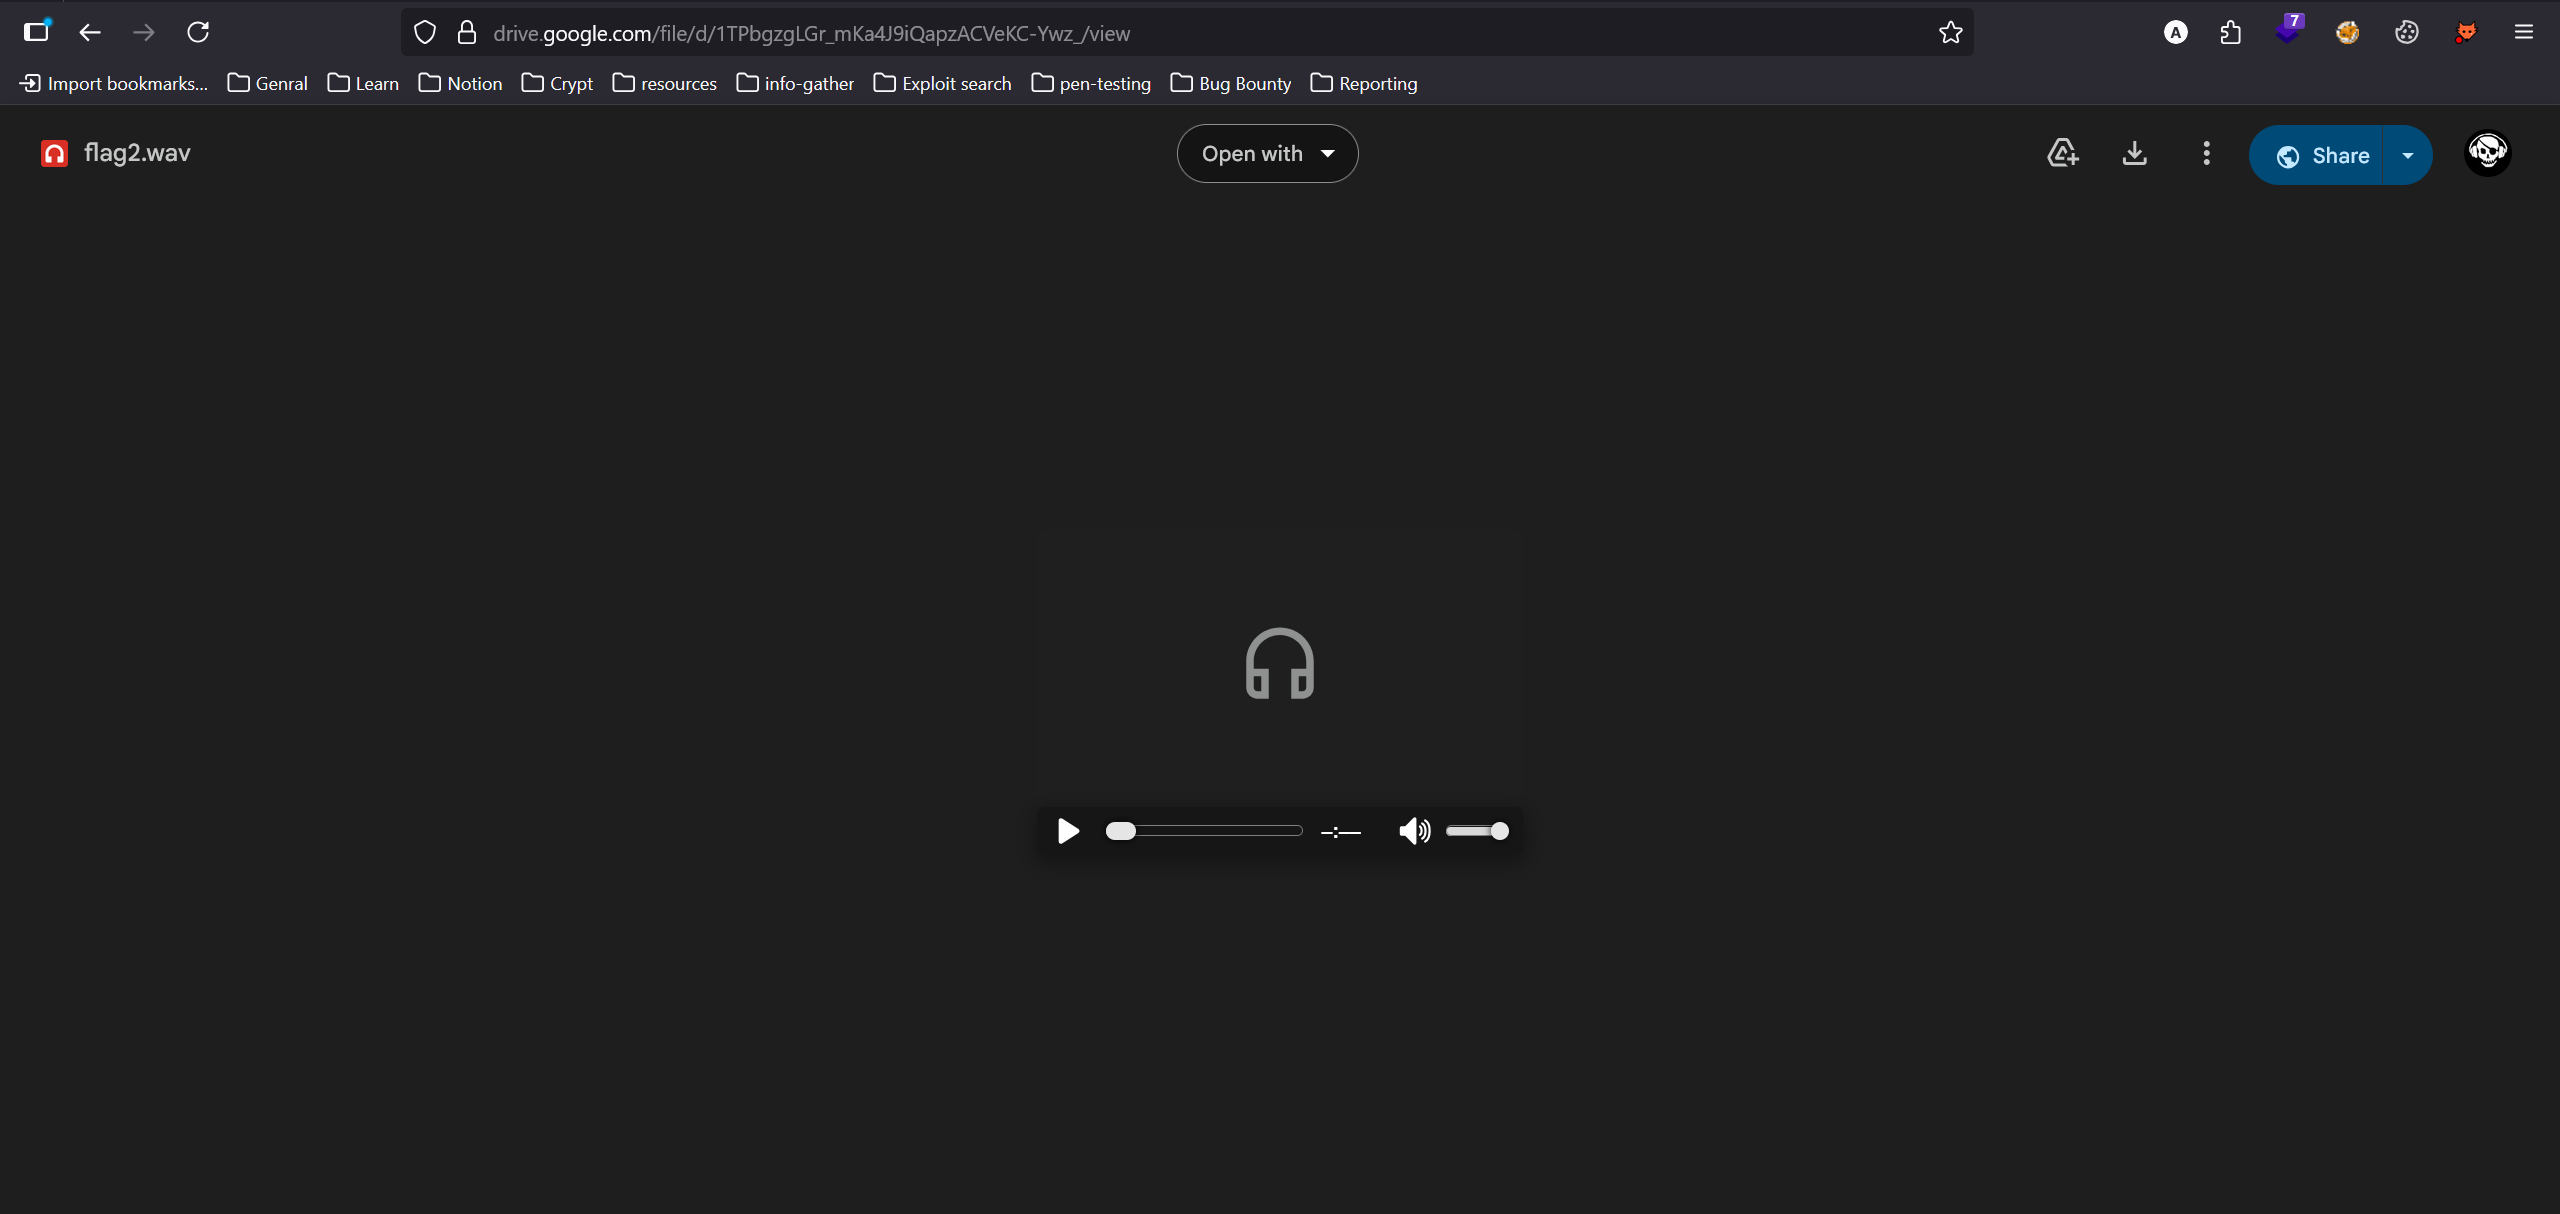 drive.google.com/file/d/1TPbgzgLGr_mKa4J9iQapzACVeKC-Ywz_/view
A
7
Import bookmarks... Genral Learn Notion Crypt resources info-gather Exploit search pen-testing Bug Bounty Reporting
flag2.wav Open with Share
-:--